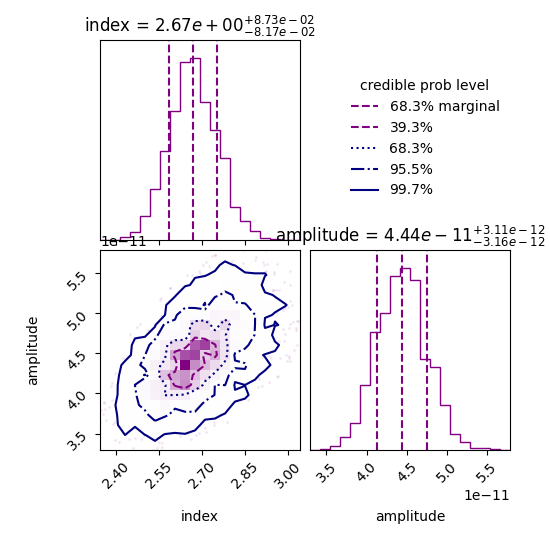 index = 2.67e+00+8.73e−02 −8.17e−02
credible prob level
68.3% marginal
39.3%
68.3%
95.5%
99.7%
amplitude = 4.44e−11+3.11e−12 −3.16e−12
1e−11
5.5
5.0
4.5
4.0
3.5
amplitude
2.40 2.55 2.70 2.85 3.00
3.5 4.0 4.5 5.0 5.5
1e−11
index
amplitude